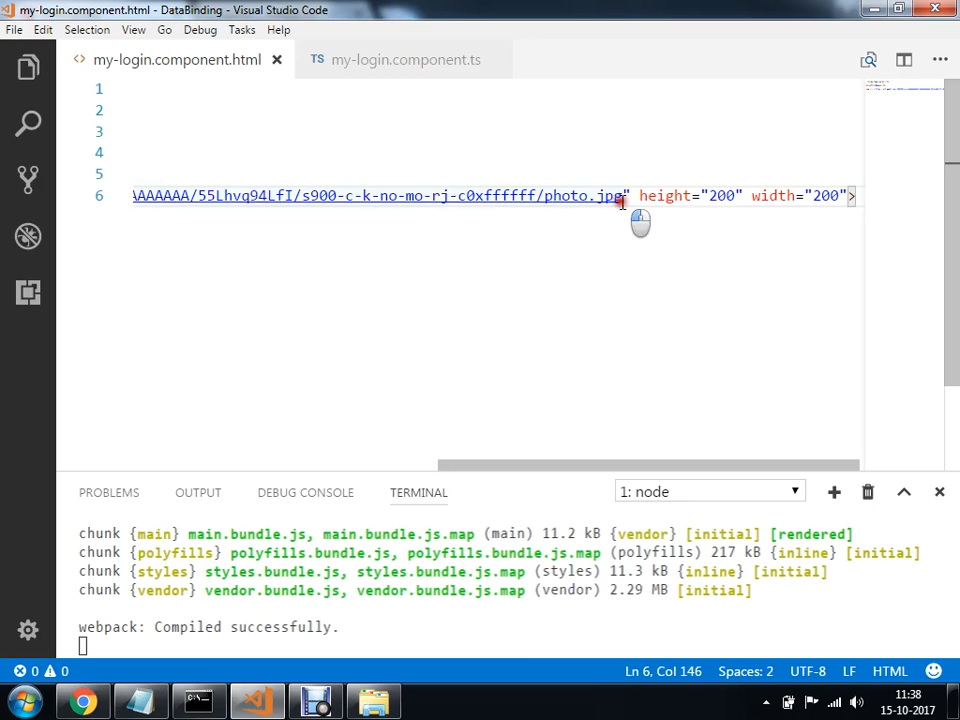 my-login.component.html - DataBinding - Visual Studio Code
File Edit Selection View Go Debug Tasks Help
<> my-login.component.html × TS my-login.component.ts
1
2
3
4
5
6 AAAAAAA/55Lhvq94LfI/s900-c-k-no-mo-rj-c0xffffff/photo.jpg" height="200" width="200">
PROBLEMS OUTPUT DEBUG CONSOLE TERMINAL 1: node
chunk {main} main.bundle.js, main.bundle.js.map (main) 11.2 kB {vendor} [initial] [rendered]
chunk {polyfills} polyfills.bundle.js, polyfills.bundle.js.map (polyfills) 217 kB {inline} [initial]
chunk {styles} styles.bundle.js, styles.bundle.js.map (styles) 11.3 kB {inline} [initial]
chunk {vendor} vendor.bundle.js, vendor.bundle.js.map (vendor) 2.29 MB [initial]
webpack: Compiled successfully.
0 0 Ln 6, Col 146 Spaces: 2 UTF-8 LF HTML
11:38
15-10-2017